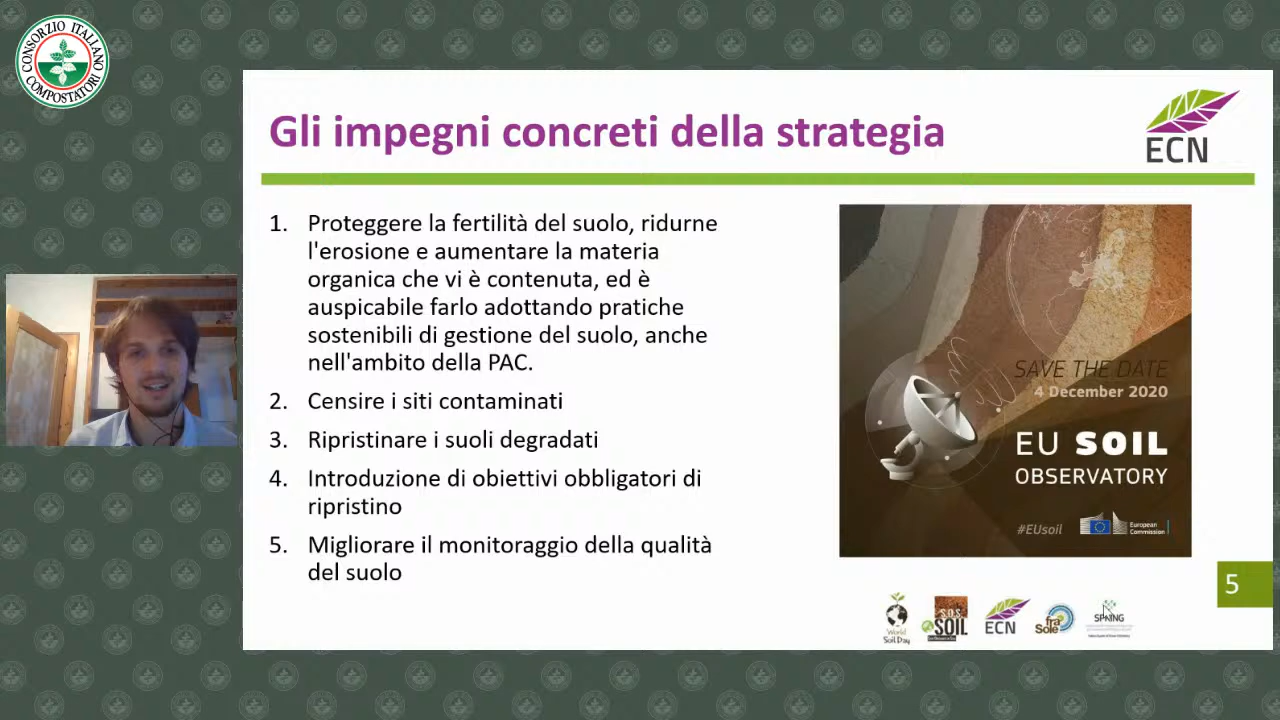 CONSORZIO ITALIANO
COMPOSTATORI
Gli impegni concreti della strategia
ECN
1. Proteggere la fertilità del suolo, ridurne
l'erosione e aumentare la materia
organica che vi è contenuta, ed è
auspicabile farlo adottando pratiche
sostenibili di gestione del suolo, anche
nell'ambito della PAC.
2. Censire i siti contaminati
3. Ripristinare i suoli degradati
4. Introduzione di obiettivi obbligatori di
ripristino
5. Migliorare il monitoraggio della qualità
del suolo
SAVE THE DATE
4 December 2020
EU SOIL
OBSERVATORY
#EUsoil
European
Commission
5
World
Soil Day
S.O.S
SOIL
ECN
fra
Sole
SPRING